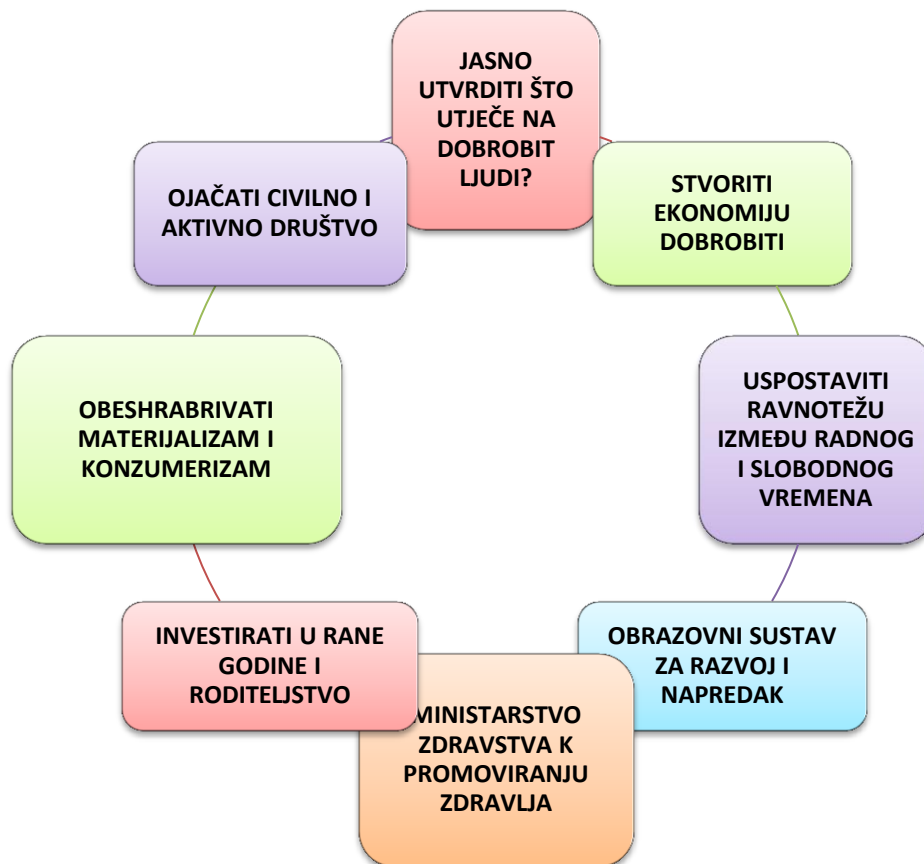 JASNO
UTVRDITI ŠTO
UTJEČE NA
DOBROBIT
LJUDI?
STVORITI
EKONOMIJU
DOBROBITI
USPOSTAVITI
RAVNOTEŽU
IZMEĐU RADNOG
I SLOBODNOG
VREMENA
OBRAZOVNI SUSTAV
ZA RAZVOJ I
NAPREDAK
MINISTARSTVO
ZDRAVSTVA K
PROMOVIRANJU
ZDRAVLJA
INVESTIRATI U RANE
GODINE I
RODITELJSTVO
OBESHRABRIVATI
MATERIJALIZAM I
KONZUMERIZAM
OJAČATI CIVILNO I
AKTIVNO DRUŠTVO